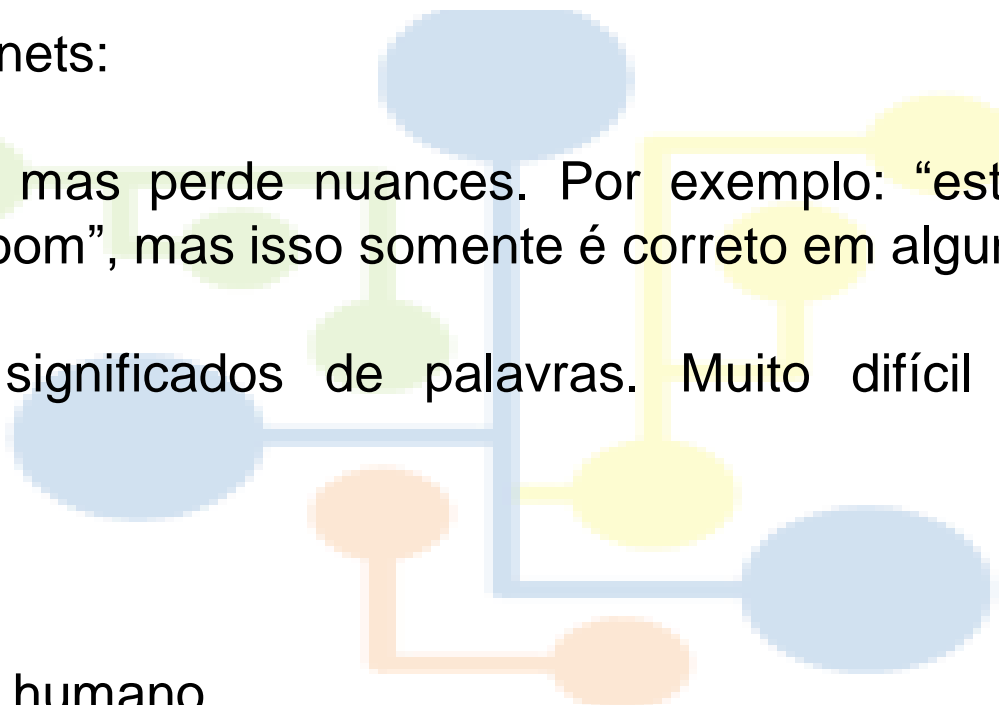 nets:
mas perde nuances. Por exemplo: “est
bom”, mas isso somente é correto em algun
significados de palavras. Muito difícil
humano